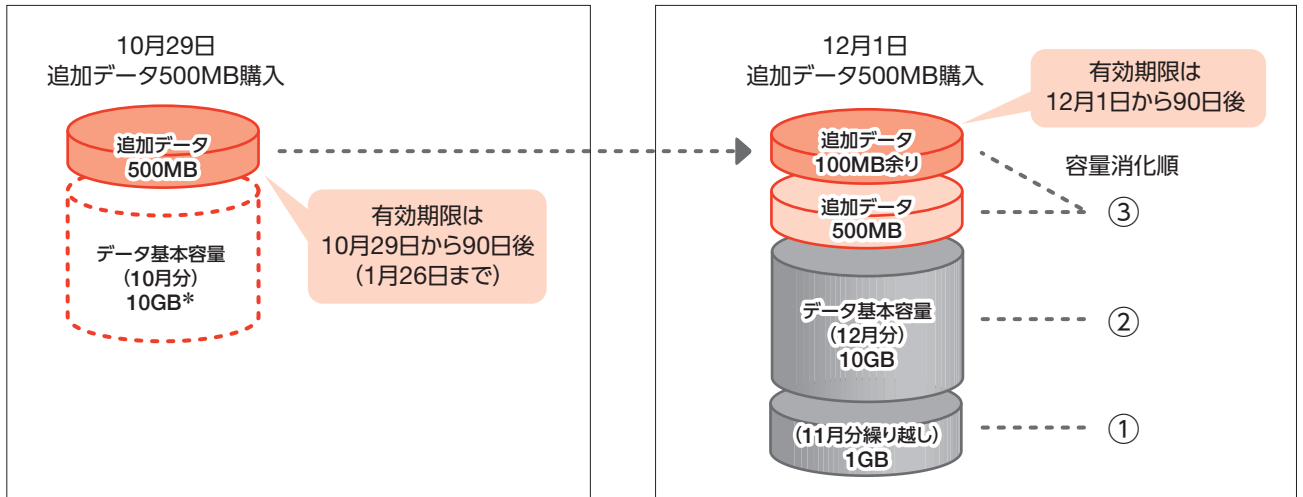 10月29日
追加データ500MB購入
追加データ
500MB
データ基本容量
(10月分)
10GB*
有効期限は
10月29日から90日後
(1月26日まで)
12月1日
追加データ500MB購入
有効期限は
12月1日から90日後
追加データ
100MB余り
追加データ
500MB
容量消化順
③
データ基本容量
(12月分)
10GB
②
(11月分繰り越し)
1GB
①